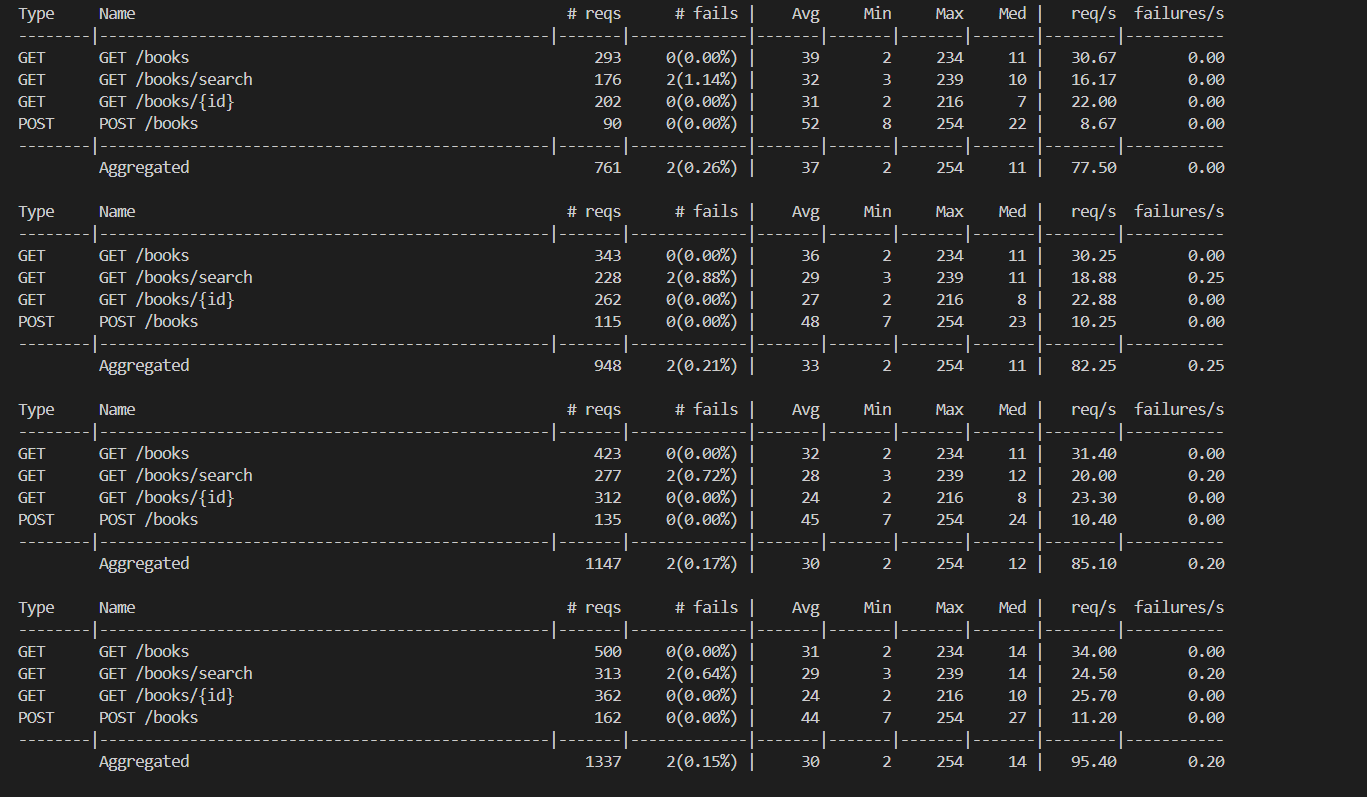 Type     Name                                                                          # reqs      # fails |    Avg     Min     Max    Med |   req/s  failures/s
--------|--------------------------------------------------|-------|-------------|-------|-------|-------|-------|--------|-----------
GET      GET /books                                            293     0(0.00%) |     39       2     234     11 |   30.67        0.00
GET      GET /books/search                                     176     2(1.14%) |     32       3     239     10 |   16.17        0.00
GET      GET /books/{id}                                       202     0(0.00%) |     31       2     216      7 |   22.00        0.00
POST     POST /books                                            90     0(0.00%) |     52       8     254     22 |    8.67        0.00
--------|--------------------------------------------------|-------|-------------|-------|-------|-------|-------|--------|-----------
         Aggregated                                            761     2(0.26%) |     37       2     254     11 |   77.50        0.00
Type     Name                                               # reqs      # fails |    Avg     Min     Max    Med |   req/s  failures/s
--------|--------------------------------------------------|-------|-------------|-------|-------|-------|-------|--------|-----------
GET      GET /books                                            343     0(0.00%) |     36       2     234     11 |   30.25        0.00
GET      GET /books/search                                     228     2(0.88%) |     29       3     239     11 |   18.88        0.25
GET      GET /books/{id}                                       262     0(0.00%) |     27       2     216      8 |   22.88        0.00
POST     POST /books                                           115     0(0.00%) |     48       7     254     23 |   10.25        0.00
--------|--------------------------------------------------|-------|-------------|-------|-------|-------|-------|--------|-----------
         Aggregated                                            948     2(0.21%) |     33       2     254     11 |   82.25        0.25
Type     Name                                               # reqs      # fails |    Avg     Min     Max    Med |   req/s  failures/s
--------|--------------------------------------------------|-------|-------------|-------|-------|-------|-------|--------|-----------
GET      GET /books                                            423     0(0.00%) |     32       2     234     11 |   31.40        0.00
GET      GET /books/search                                     277     2(0.72%) |     28       3     239     12 |   20.00        0.20
GET      GET /books/{id}                                       312     0(0.00%) |     24       2     216      8 |   23.30        0.00
POST     POST /books                                           135     0(0.00%) |     45       7     254     24 |   10.40        0.00
--------|--------------------------------------------------|-------|-------------|-------|-------|-------|-------|--------|-----------
         Aggregated                                           1147     2(0.17%) |     30       2     254     12 |   85.10        0.20
Type     Name                                               # reqs      # fails |    Avg     Min     Max    Med |   req/s  failures/s
--------|--------------------------------------------------|-------|-------------|-------|-------|-------|-------|--------|-----------
GET      GET /books                                            500     0(0.00%) |     31       2     234     14 |   34.00        0.00
GET      GET /books/search                                     313     2(0.64%) |     29       3     239     14 |   24.50        0.20
GET      GET /books/{id}                                       362     0(0.00%) |     24       2     216     10 |   25.70        0.00
POST     POST /books                                           162     0(0.00%) |     44       7     254     27 |   11.20        0.00
--------|--------------------------------------------------|-------|-------------|-------|-------|-------|-------|--------|-----------
         Aggregated                                           1337     2(0.15%) |     30       2     254     14 |   95.40        0.20